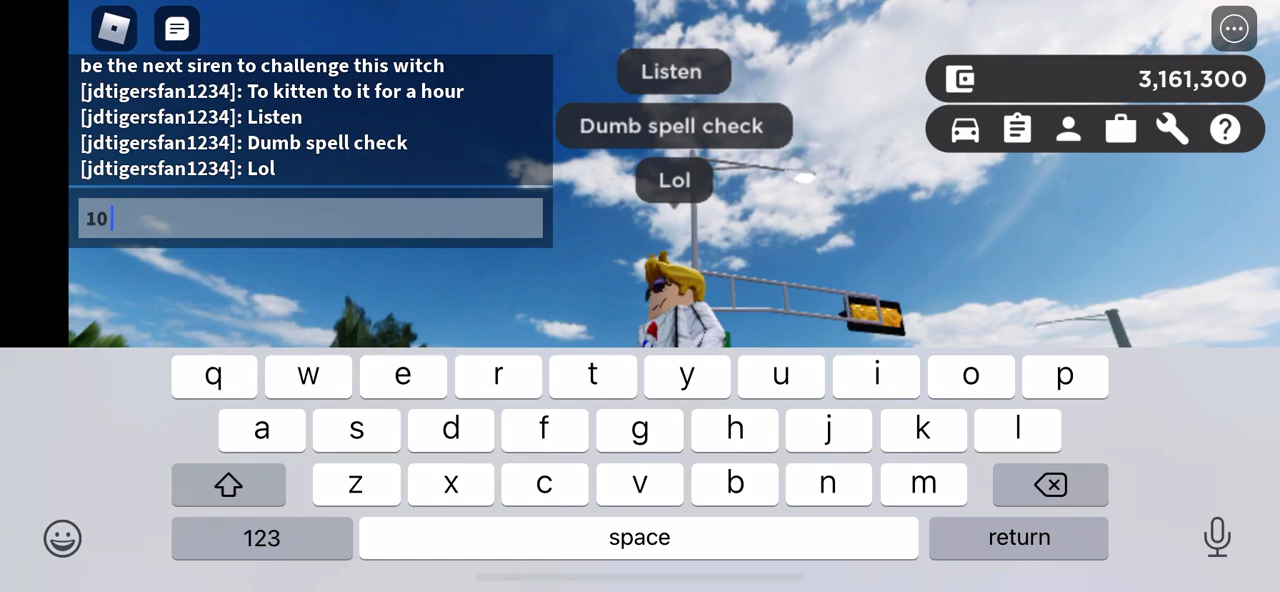 be the next siren to challenge this witch
[jdtigersfan1234]: To kitten to it for a hour
[jdtigersfan1234]: Listen
[jdtigersfan1234]: Dumb spell check
[jdtigersfan1234]: Lol
10
Listen
Dumb spell check
Lol
3,161,300
q w e r t y u i o p
a s d f g h j k l
z x c v b n m
123 space return